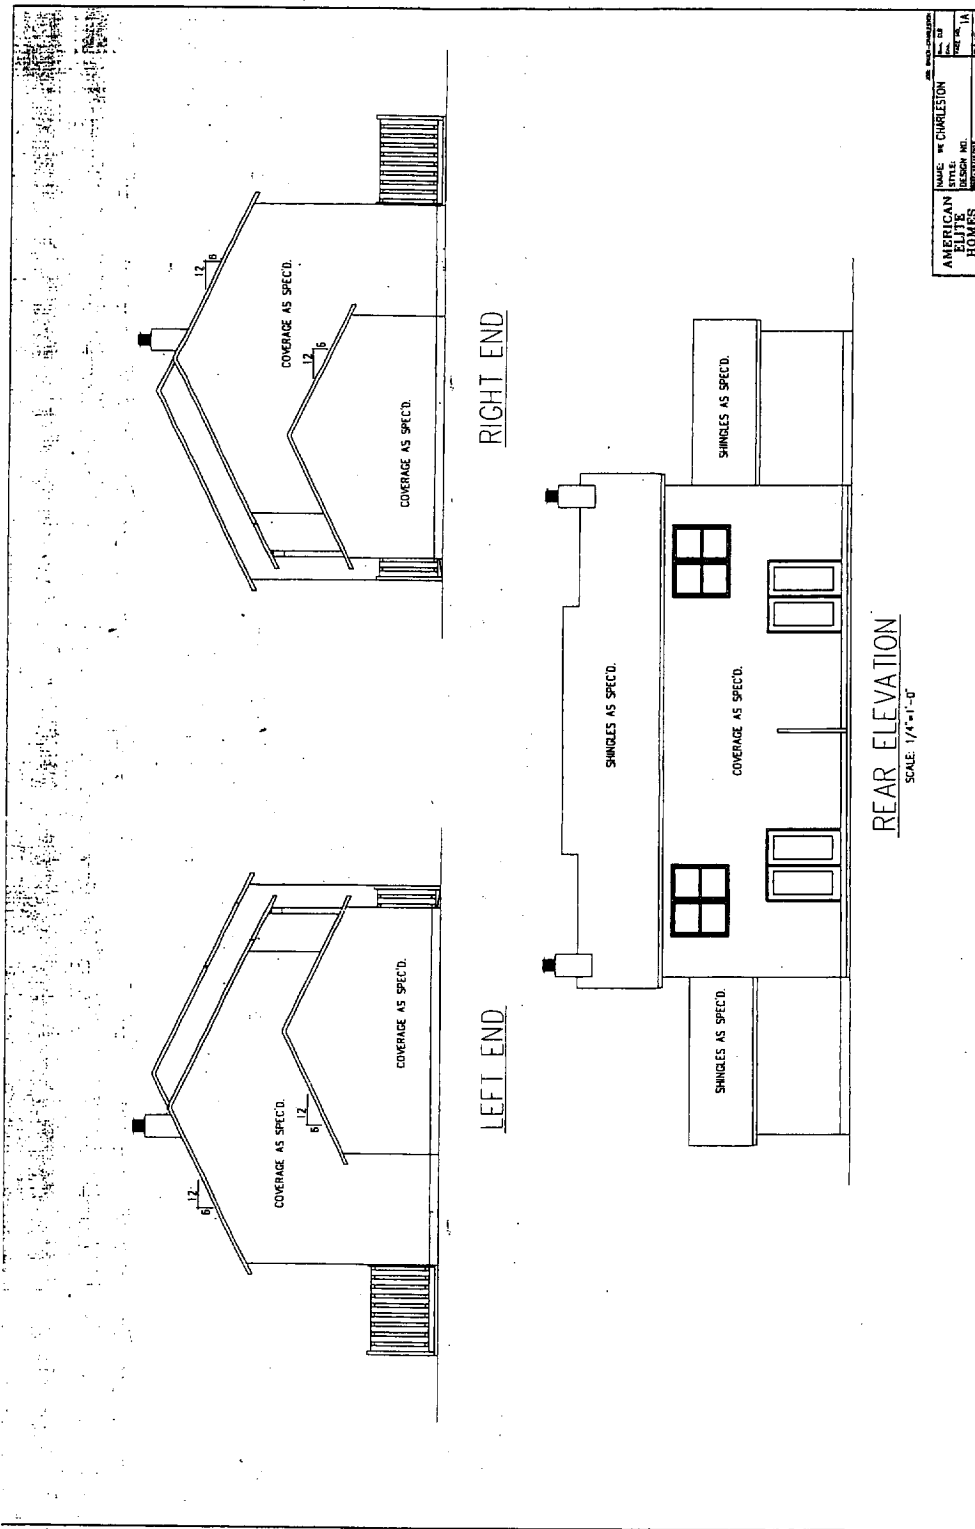 12
6
COVERAGE AS SPEC'D.
12
6
COVERAGE AS SPEC'D.
LEFT END
12
6
COVERAGE AS SPEC'D.
12
6
COVERAGE AS SPEC'D.
RIGHT END
SHINGLES AS SPEC'D.
SHINGLES AS SPEC'D.
COVERAGE AS SPEC'D.
SHINGLES AS SPEC'D.
REAR ELEVATION
SCALE: 1/4"=1'-0"
AMERICAN
ELITE
HOMES
NAME: THE CHARLESTON
STYLE:
DESIGN NO.
1A